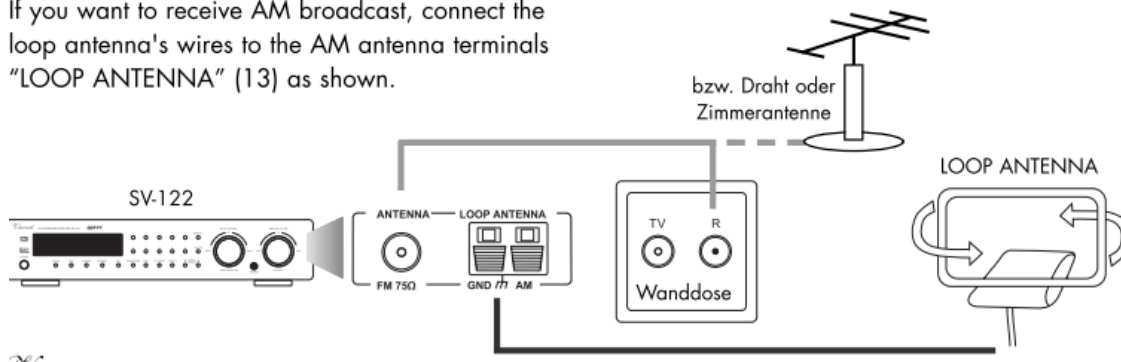 If you want to receive AM broadcast, connect the
loop antenna's wires to the AM antenna terminals
“LOOP ANTENNA” (13) as shown.
bzw. Draht oder
Zimmerantenne
LOOP ANTENNA
SV-122
ANTENNA
LOOP ANTENNA
FM 75Ω
GND
AM
TV
R
Wanddose